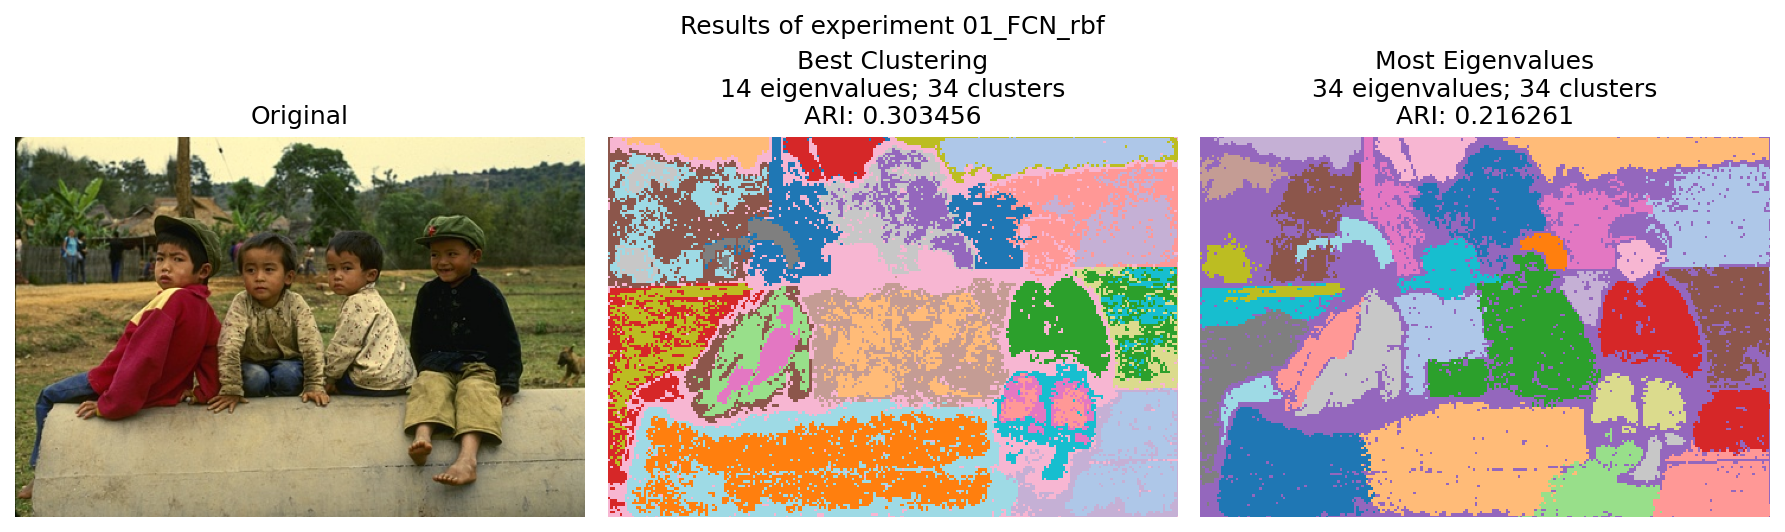 Results of experiment 01_FCN_rbf
Original
Best Clustering
14 eigenvalues; 34 clusters
ARI: 0.303456
Most Eigenvalues
34 eigenvalues; 34 clusters
ARI: 0.216261